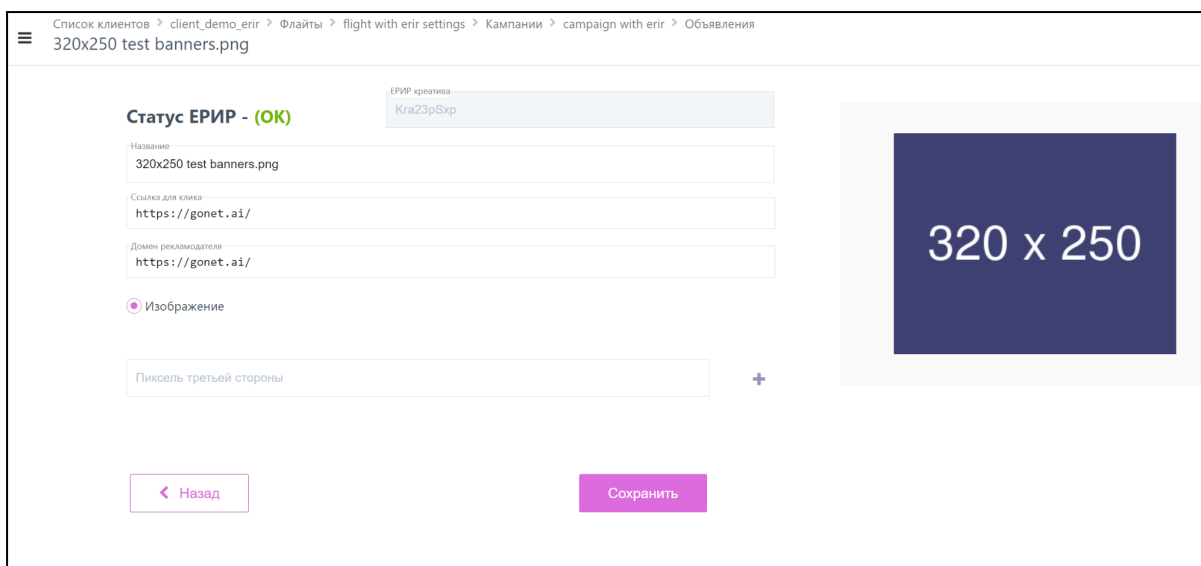 Список клиентов > client_demo_erir > Флайты > flight with erir settings > Кампании > campaign with erir > Объявления
320x250 test banners.png
Статус ЕРИР - (OK)
ЕРИР креатива
Kra23pSxp
Название
320x250 test banners.png
Ссылка для клика
https://gonet.ai/
Домен рекламодателя
https://gonet.ai/
Изображение
Пиксель третьей стороны
Назад
Сохранить
320 x 250